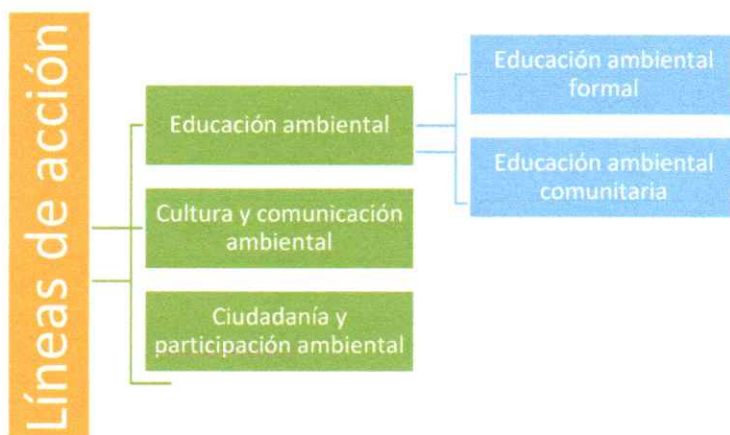 Líneas de acción
Educación ambiental
Cultura y comunicación
ambiental
Ciudadanía y
participación ambiental
Educación ambiental
formal
Educación ambiental
comunitaria